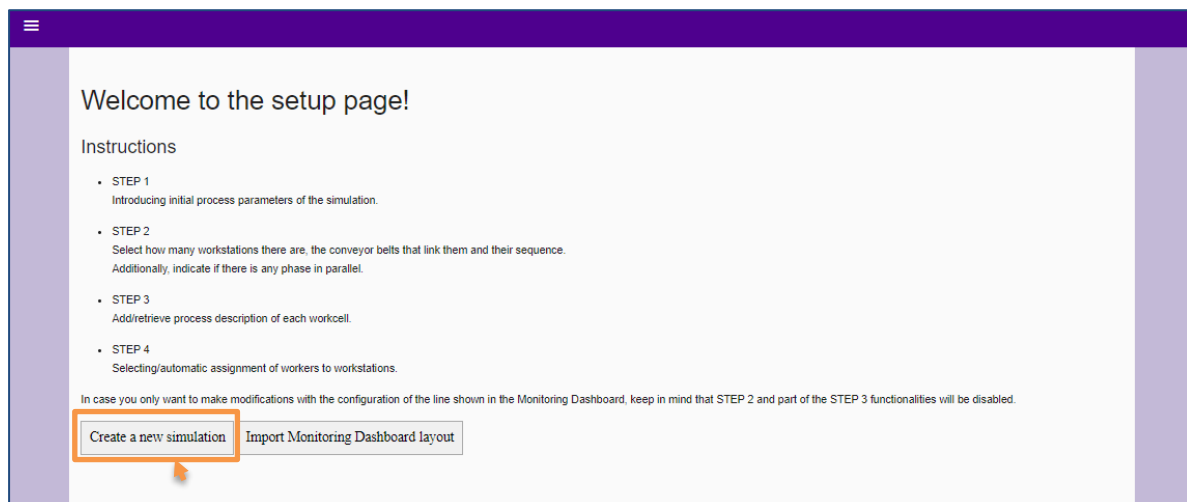 Welcome to the setup page!
Instructions
• STEP 1
Introducing initial process parameters of the simulation.
• STEP 2
Select how many workstations there are, the conveyor belts that link them and their sequence.
Additionally, indicate if there is any phase in parallel.
• STEP 3
Add/retrieve process description of each workcell.
• STEP 4
Selecting/automatic assignment of workers to workstations.
In case you only want to make modifications with the configuration of the line shown in the Monitoring Dashboard, keep in mind that STEP 2 and part of the STEP 3 functionalities will be disabled.
Create a new simulation Import Monitoring Dashboard layout